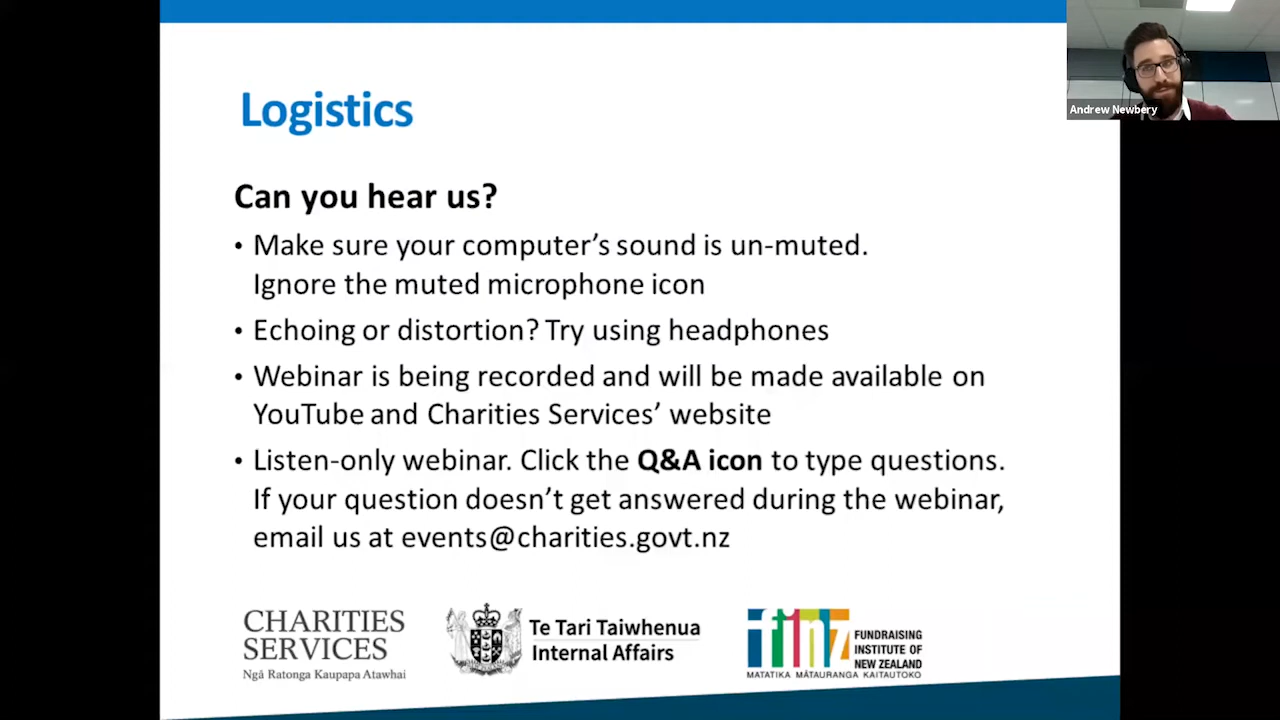 Logistics
Andrew Newbery
Can you hear us?
• Make sure your computer’s sound is un-muted.
Ignore the muted microphone icon
• Echoing or distortion? Try using headphones
• Webinar is being recorded and will be made available on
YouTube and Charities Services’ website
• Listen-only webinar. Click the Q&A icon to type questions.
If your question doesn’t get answered during the webinar,
email us at events@charities.govt.nz
CHARITIES
SERVICES
Ngā Ratonga Kaupapa Atawhai
Te Tari Taiwhenua
Internal Affairs
finz
FUNDRAISING
INSTITUTE OF
NEW ZEALAND
MATATIKA MĀTAURANGA KAITAUTOKO